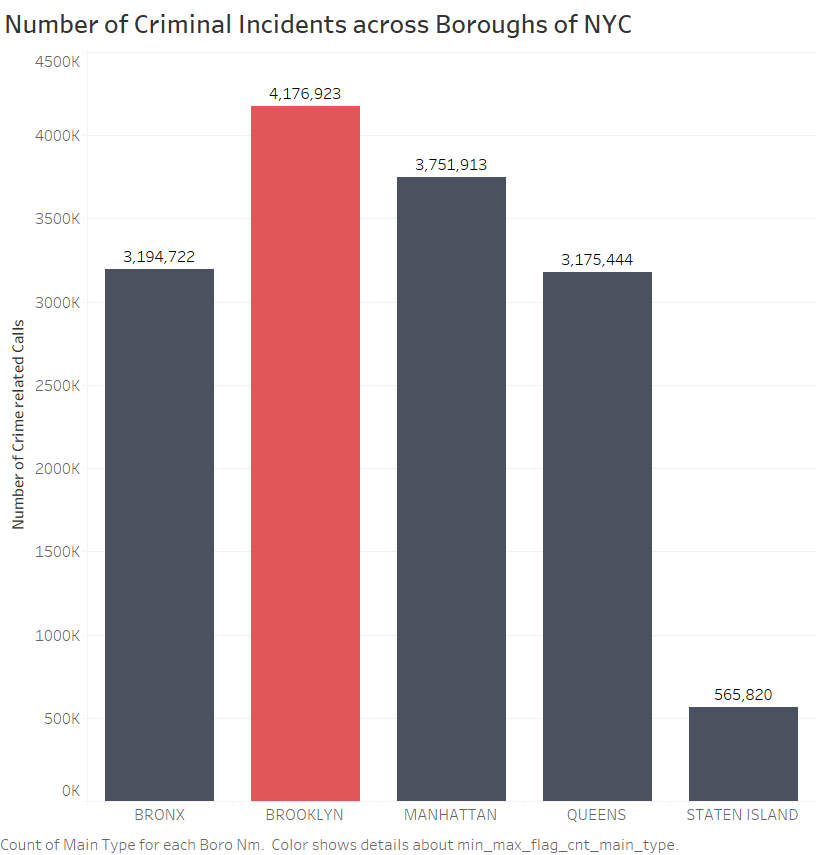 Number of Criminal Incidents across Boroughs of NYC
4500K
4000K
3500K
3000K
2500K
2000K
1500K
1000K
500K
0K
Number of Crime related Calls
3,194,722
4,176,923
3,751,913
3,175,444
565,820
BRONX
BROOKLYN
MANHATTAN
QUEENS
STATEN ISLAND
Count of Main Type for each Boro Nm. Color shows details about min_max_flag_cnt_main_type.